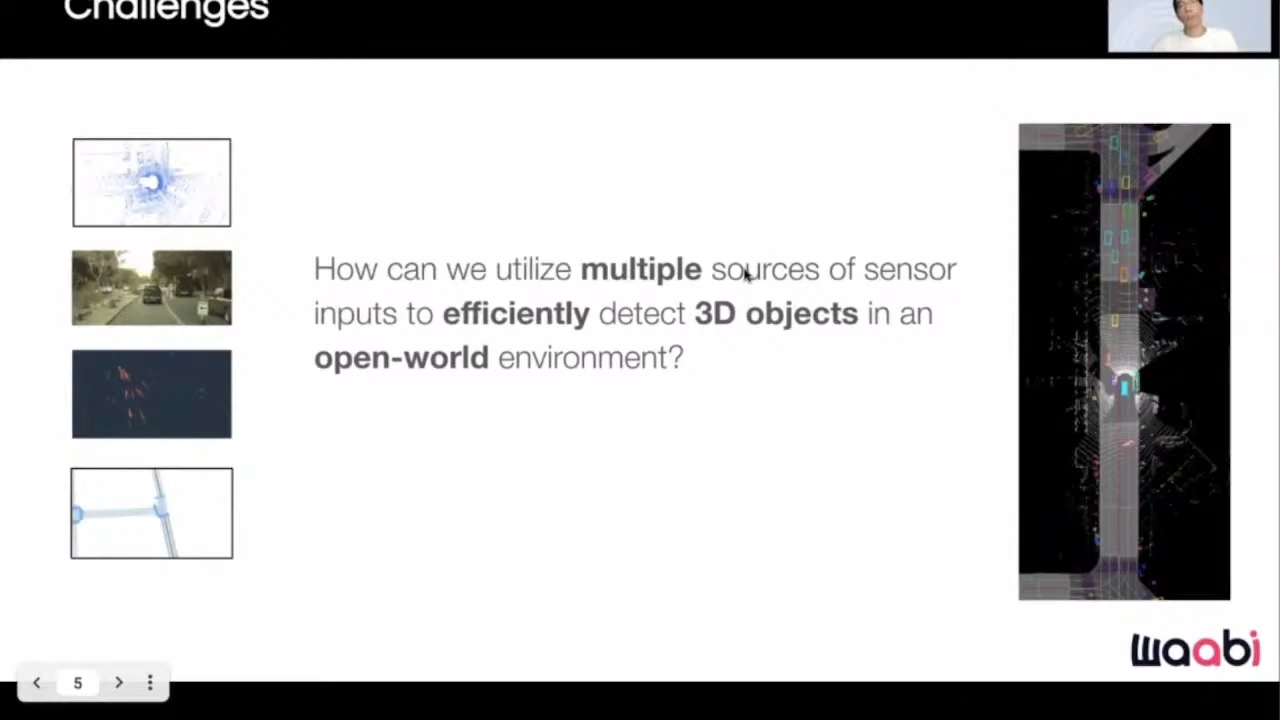 Challenges
How can we utilize multiple sources of sensor
inputs to efficiently detect 3D objects in an
open-world environment?
waabi
5